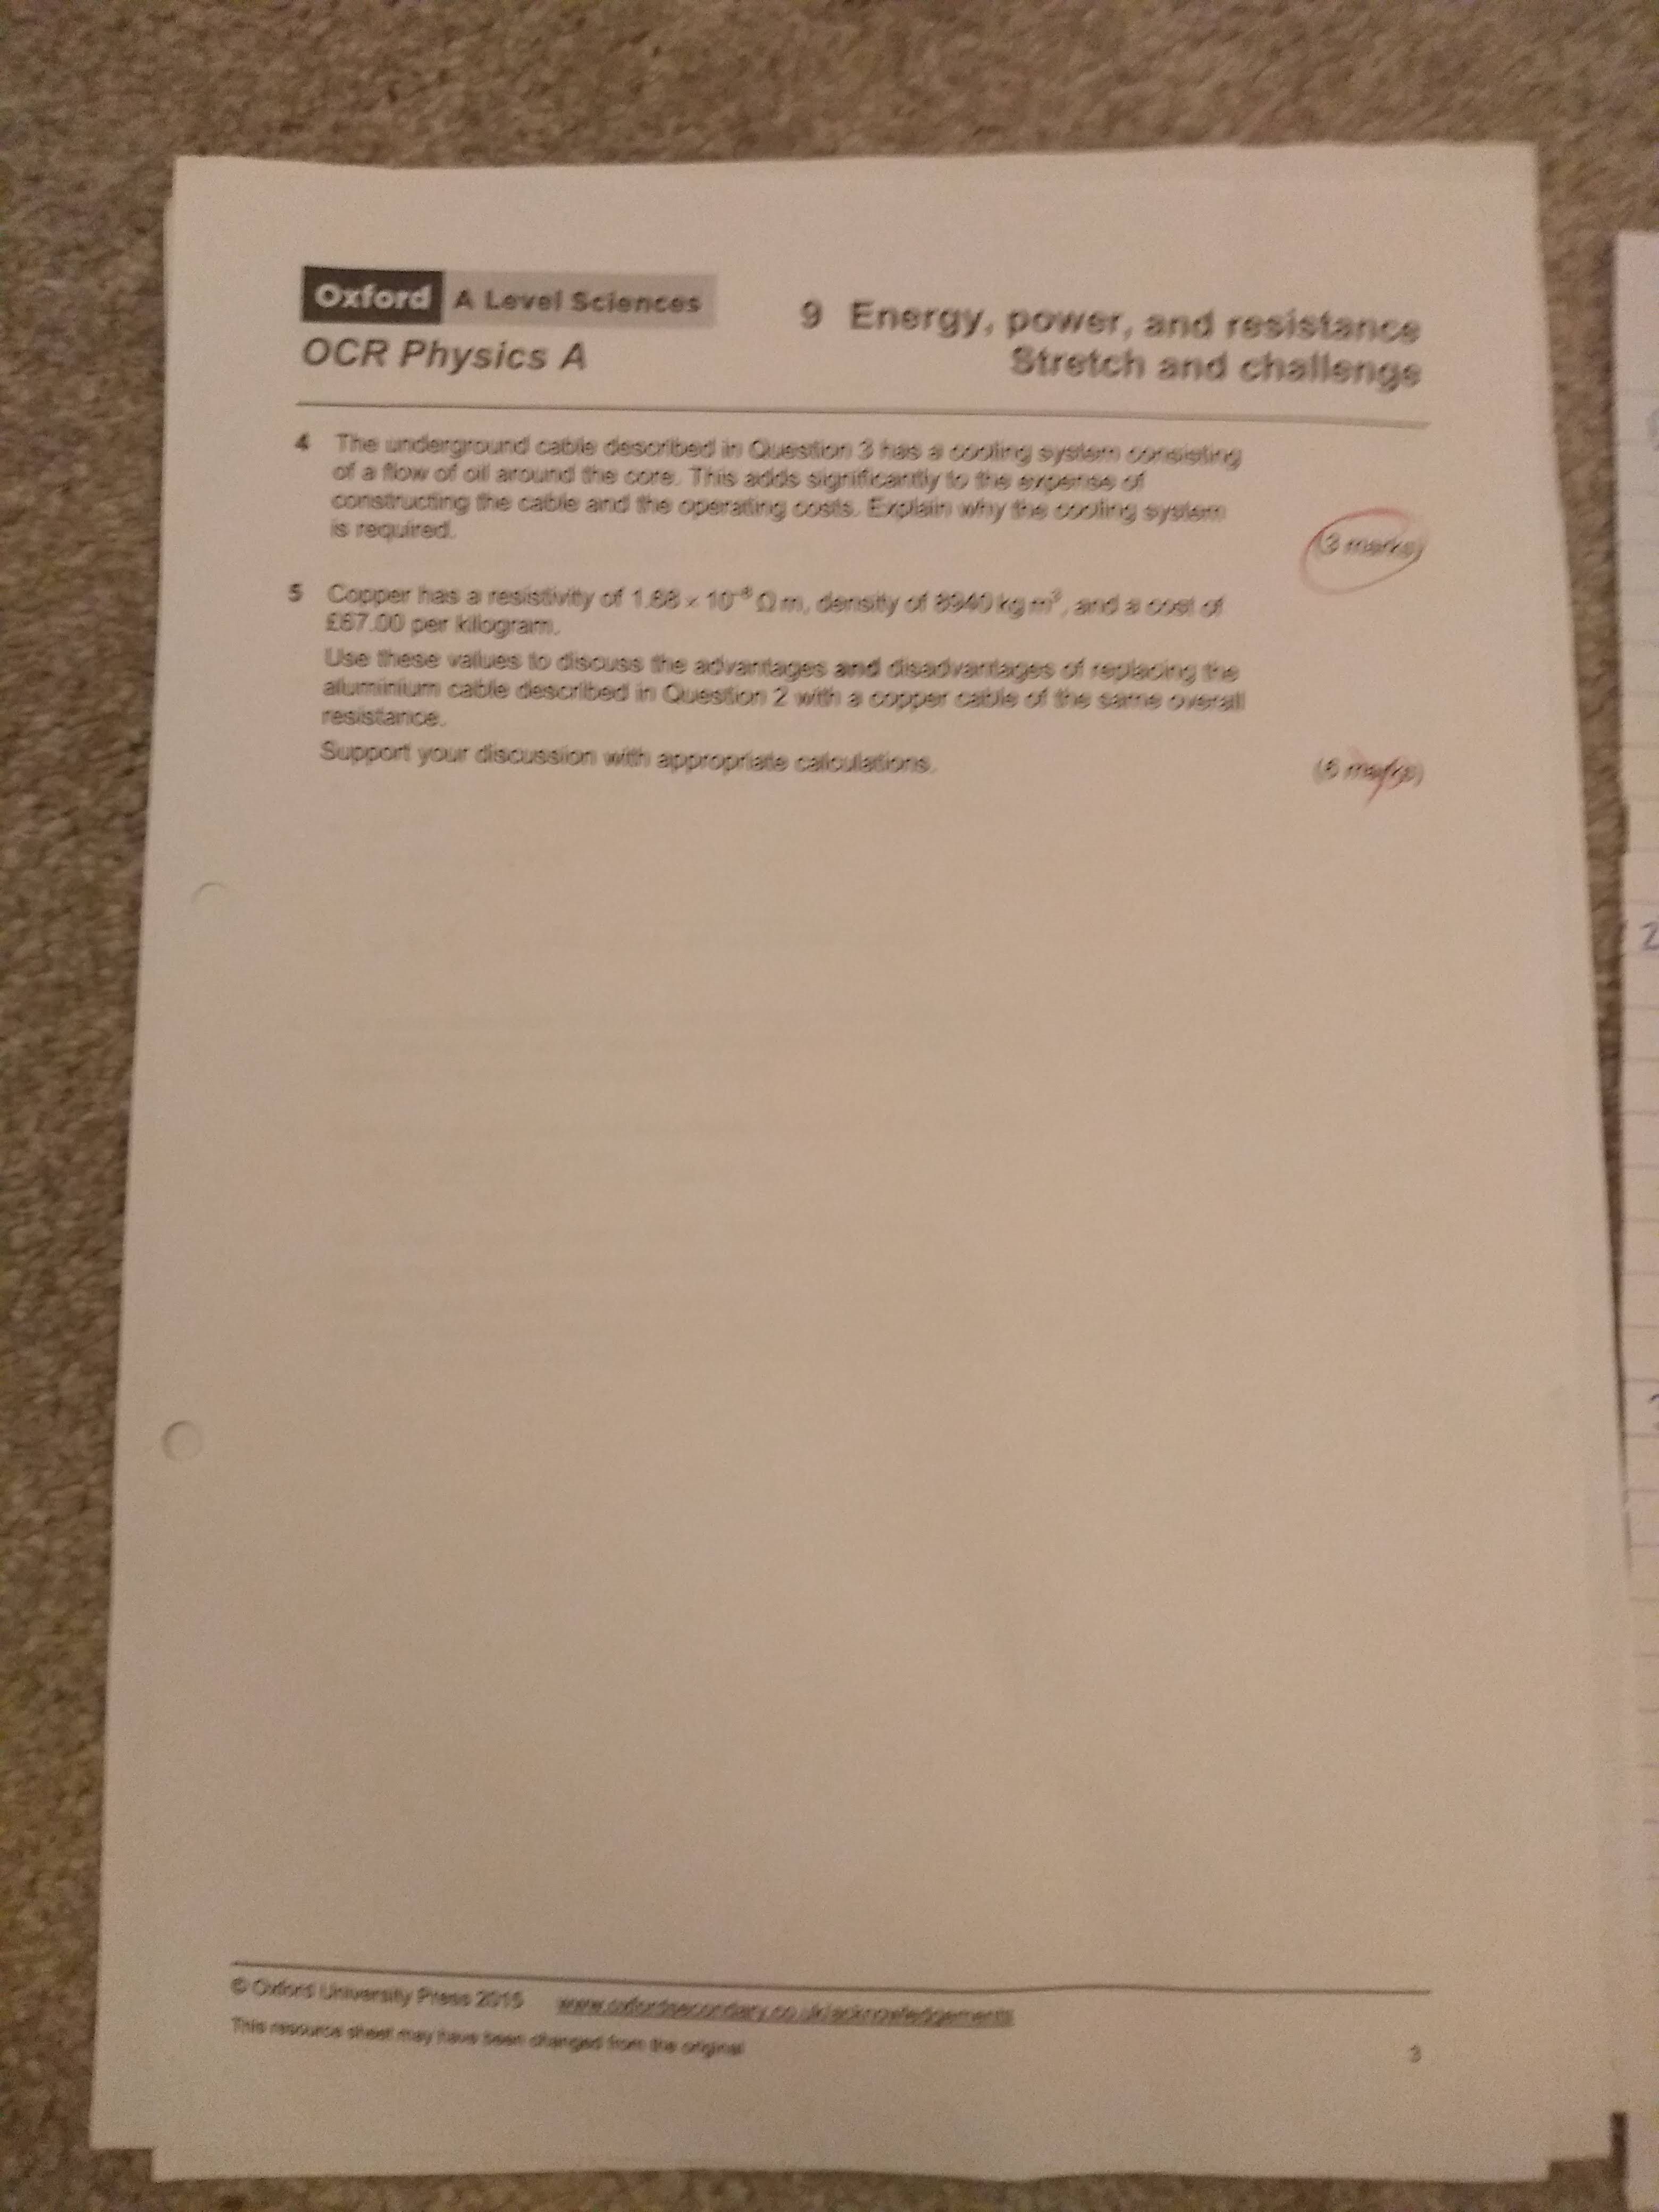 Oxford A Level Sciences
OCR Physics A
9 Energy, power, and resistance
Stretch and challenge
4 The underground cable described in Question 3 has a cooling system consisting
of a flow of oil around the core. This adds significantly to the expense of
constructing the cable and the operating costs. Explain why the cooling system
is required.
(3 marks)
5 Copper has a resistivity of 1.68 × 10⁻⁸ Ω m, density of 8940 kg m³, and a cost of
£67.00 per kilogram.
Use these values to discuss the advantages and disadvantages of replacing the
aluminium cable described in Question 2 with a copper cable of the same overall
resistance.
Support your discussion with appropriate calculations.
(6 marks)
© Oxford University Press 2015 www.oxfordsecondary.co.uk/acknowledgements
This resource sheet may have been changed from the original
3
2